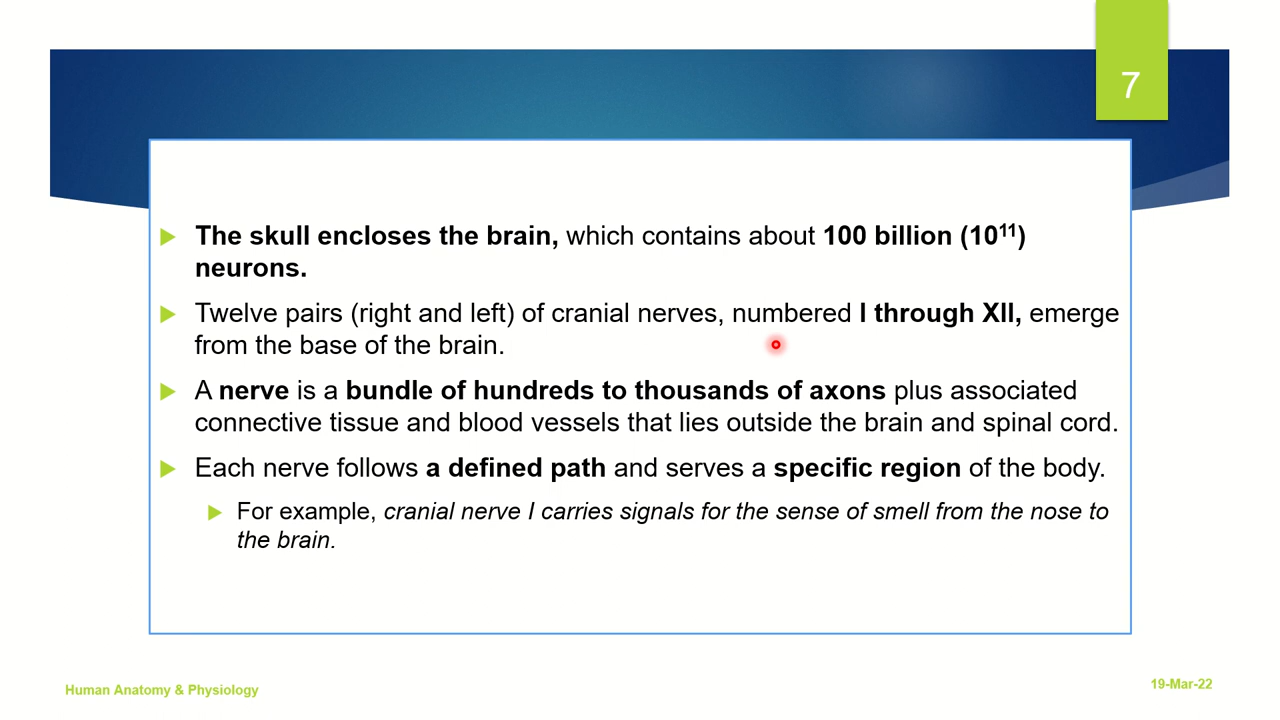 7
The skull encloses the brain, which contains about 100 billion (10¹¹)
neurons.
Twelve pairs (right and left) of cranial nerves, numbered I through XII, emerge
from the base of the brain.
A nerve is a bundle of hundreds to thousands of axons plus associated
connective tissue and blood vessels that lies outside the brain and spinal cord.
Each nerve follows a defined path and serves a specific region of the body.
For example, cranial nerve I carries signals for the sense of smell from the nose to
the brain.
Human Anatomy & Physiology
19-Mar-22